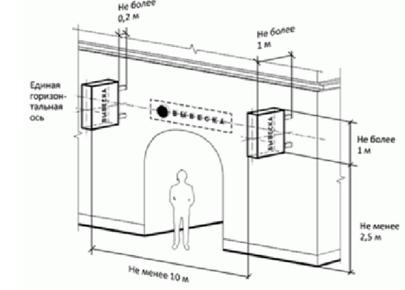 Не более
0,2 м
Не более
1 м
Единая
горизон-
тальная
ось
ВЫВЕСКА
ВЫВЕСКА
ВЫВЕСКА
Не более
1 м
Не менее
2,5 м
Не менее 10 м